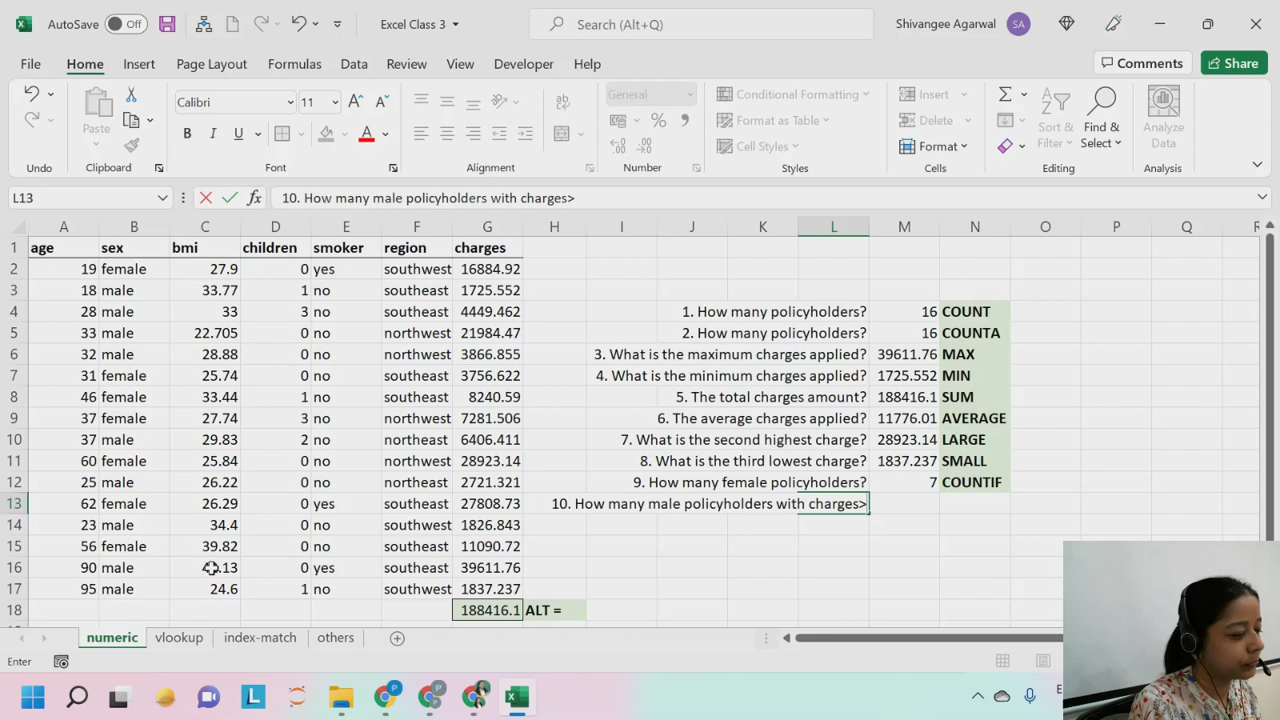 AutoSave Off Excel Class 3 Search (Alt+Q) Shivangee Agarwal SA
File Home Insert Page Layout Formulas Data Review View Developer Help Comments Share
Calibri 11 General Conditional Formatting Insert
Paste B I U A Format as Table Delete Sort & Filter Find & Select Analyze Data
Cell Styles Format
Undo Clipboard Font Alignment Number Styles Cells Editing Analysis
L13 fx 10. How many male policyholders with charges>
A B C D E F G H I J K L M N O P Q R
1 age sex bmi children smoker region charges
2 19 female 27.9 0 yes southwest 16884.92
3 18 male 33.77 1 no southeast 1725.552
4 28 male 33 3 no southeast 4449.462 1. How many policyholders? 16 COUNT
5 33 male 22.705 0 no northwest 21984.47 2. How many policyholders? 16 COUNTA
6 32 male 28.88 0 no northwest 3866.855 3. What is the maximum charges applied? 39611.76 MAX
7 31 female 25.74 0 no southeast 3756.622 4. What is the minimum charges applied? 1725.552 MIN
8 46 female 33.44 1 no southeast 8240.59 5. The total charges amount? 188416.1 SUM
9 37 female 27.74 3 no northwest 7281.506 6. The average charges applied? 11776.01 AVERAGE
10 37 male 29.83 2 no northeast 6406.411 7. What is the second highest charge? 28923.14 LARGE
11 60 female 25.84 0 no northwest 28923.14 8. What is the third lowest charge? 1837.237 SMALL
12 25 male 26.22 0 no northeast 2721.321 9. How many female policyholders? 7 COUNTIF
13 62 female 26.29 0 yes southeast 27808.73 10. How many male policyholders with charges>
14 23 male 34.4 0 no southwest 1826.843
15 56 female 39.82 0 no southeast 11090.72
16 90 male .13 0 yes southeast 39611.76
17 95 male 24.6 1 no southwest 1837.237
18 188416.1 ALT =
numeric vlookup index-match others
Enter